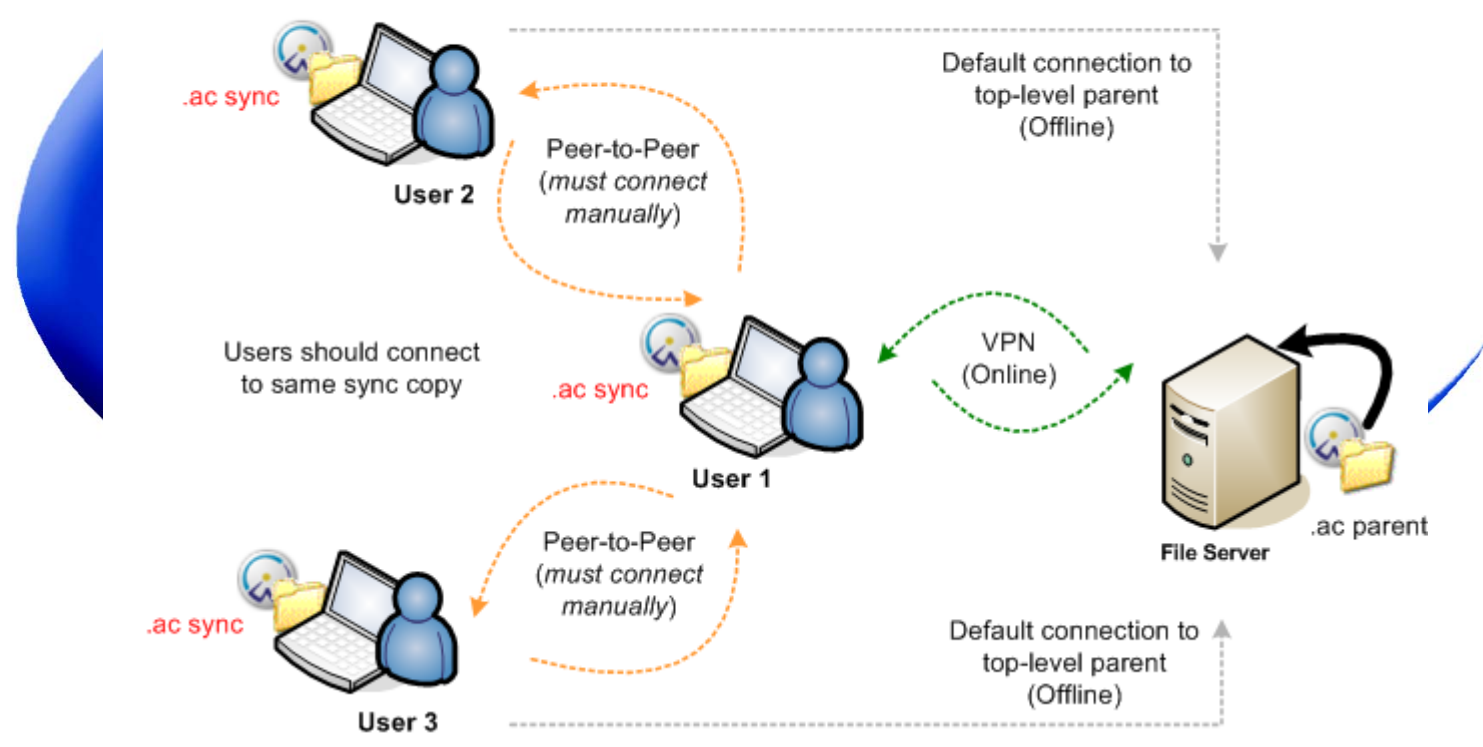 .ac sync
User 2
Peer-to-Peer
(must connect
manually)
Default connection to
top-level parent
(Offline)
Users should connect
to same sync copy
.ac sync
User 1
VPN
(Online)
.ac parent
File Server
Peer-to-Peer
(must connect
manually)
.ac sync
User 3
Default connection to
top-level parent
(Offline)